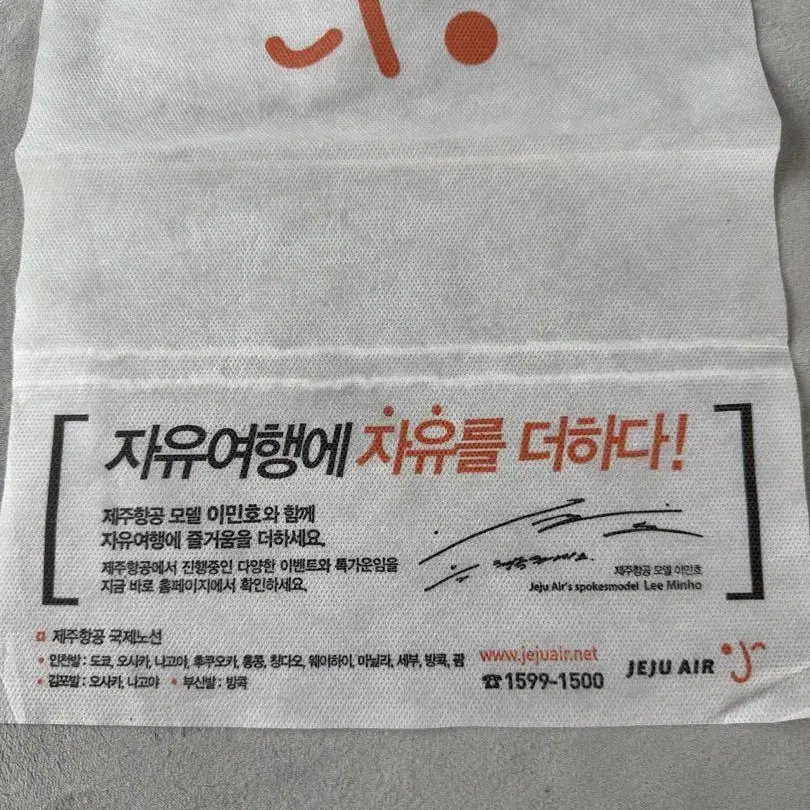 자유여행에 자유를 더하다!
제주항공 모델 이민호와 함께
자유여행에 즐거움을 더하세요.
제주항공에서 진행중인 다양한 이벤트와 특가운임을
지금 바로 홈페이지에서 확인하세요.
제주항공 모델 이민호
Jeju Air's spokesmodel Lee Minho
제주항공 국제노선
• 인천발 : 도쿄, 오사카, 나고야, 후쿠오카, 홍콩, 칭다오, 웨이하이, 마닐라, 세부, 방콕, 괌
• 김포발 : 오사카, 나고야 • 부산발 : 방콕
www.jejuair.net
☎1599-1500
JEJU AIR